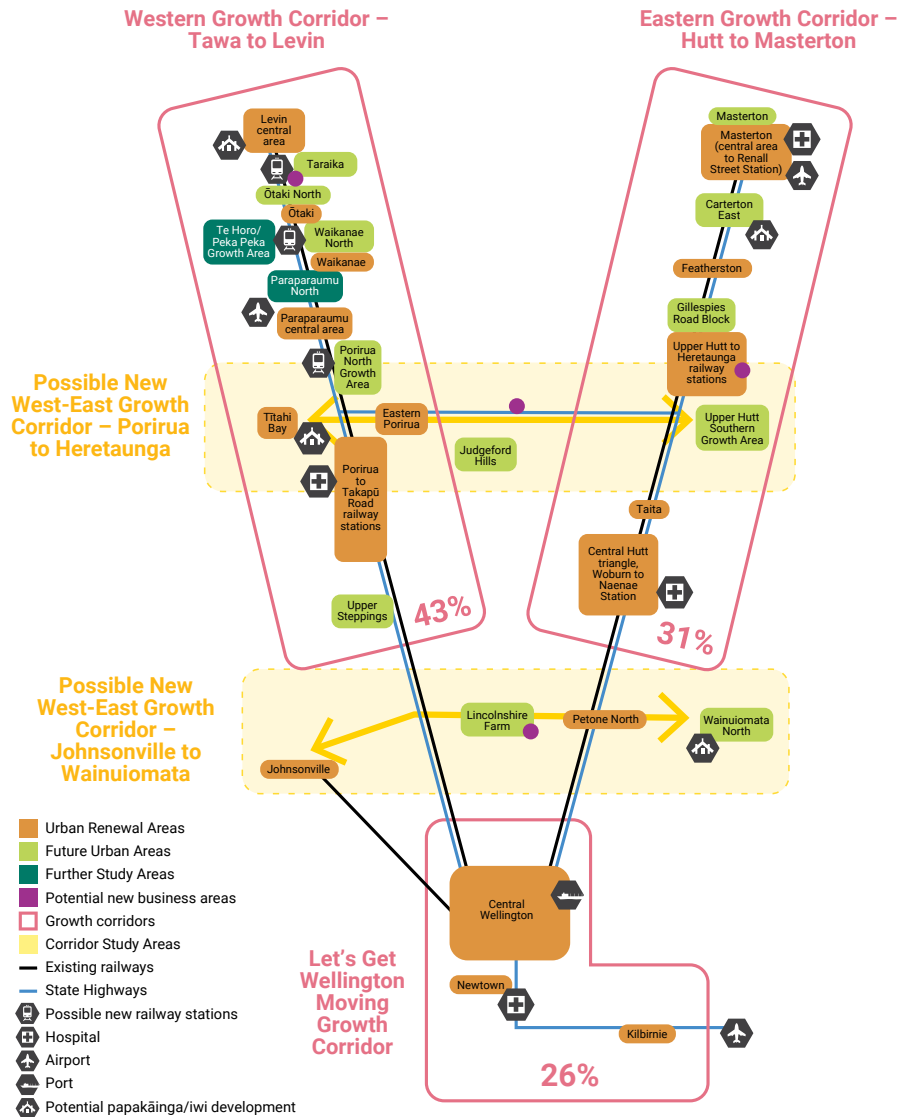 Western Growth Corridor –
Tawa to Levin
Eastern Growth Corridor –
Hutt to Masterton
Levin
central
area
Taraika
Ōtaki North
Ōtaki
Te Horo/
Peka Peka
Growth Area
Waikanae
North
Waikanae
Paraparaumu
North
Paraparaumu
central area
Porirua
North
Growth
Area
Masterton
Masterton
(central area
to Renall
Street Station)
Carterton
East
Featherston
Gillespies
Road Block
Upper Hutt to
Heretaunga
railway
stations
Possible New
West-East Growth
Corridor – Porirua
to Heretaunga
Tītahi
Bay
Eastern
Porirua
Judgeford
Hills
Upper Hutt
Southern
Growth Area
Porirua
to
Takapū
Road
railway
stations
Taita
Central Hutt
triangle,
Woburn to
Naenae
Station
Upper
Steppings
43%
31%
Possible New
West-East Growth
Corridor –
Johnsonville to
Wainuiomata
Lincolnshire
Farm
Petone North
Wainuiomata
North
Johnsonville
Urban Renewal Areas
Future Urban Areas
Further Study Areas
Potential new business areas
Growth corridors
Corridor Study Areas
Existing railways
State Highways
Possible new railway stations
Hospital
Airport
Port
Potential papakāinga/iwi development
Central
Wellington
Let's Get
Wellington
Moving
Growth
Corridor
Newtown
Kilbirnie
26%